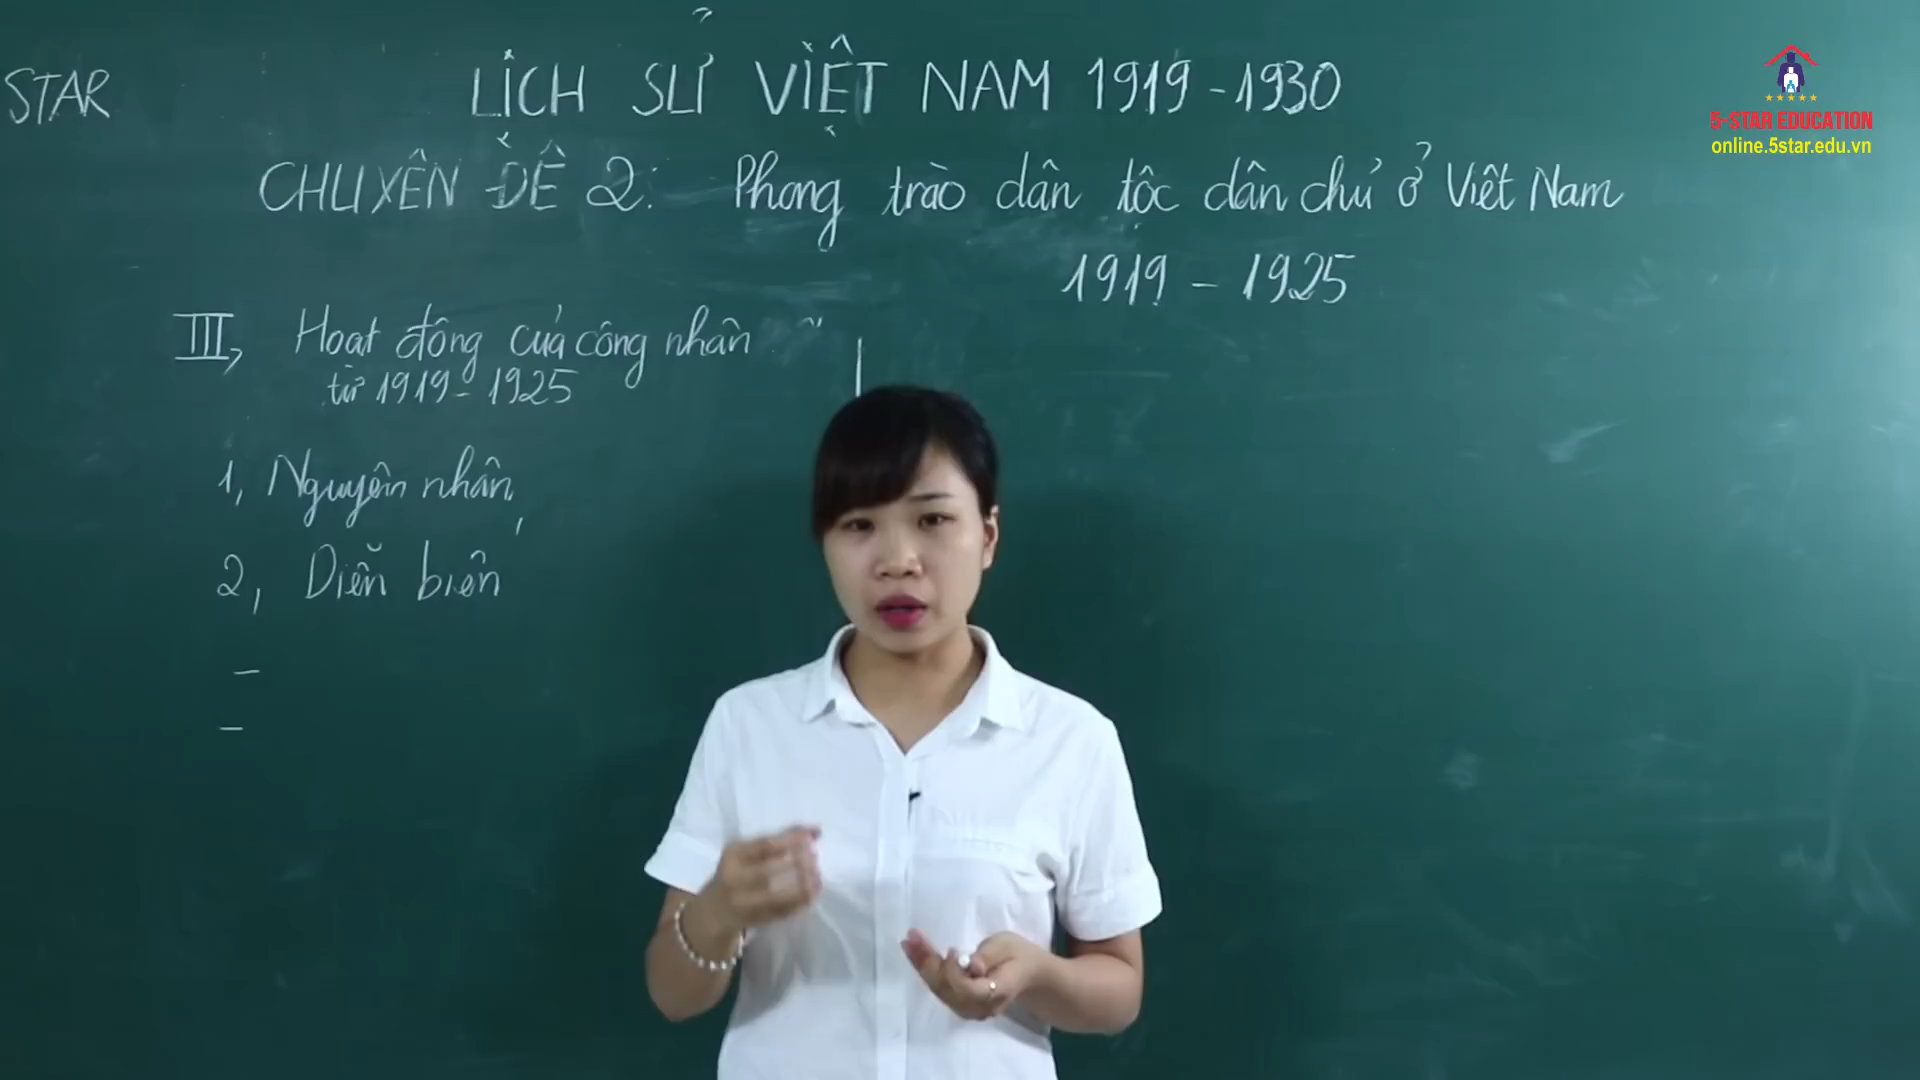 STAR
LỊCH SỬ VIỆT NAM 1919 - 1930
CHUYÊN ĐỀ 2: Phong trào dân tộc dân chủ ở Việt Nam
1919 - 1925
III, Hoạt động của công nhân
từ 1919 - 1925
1, Nguyên nhân
2, Diễn biến
-
-
5-STAR EDUCATION
online.5star.edu.vn